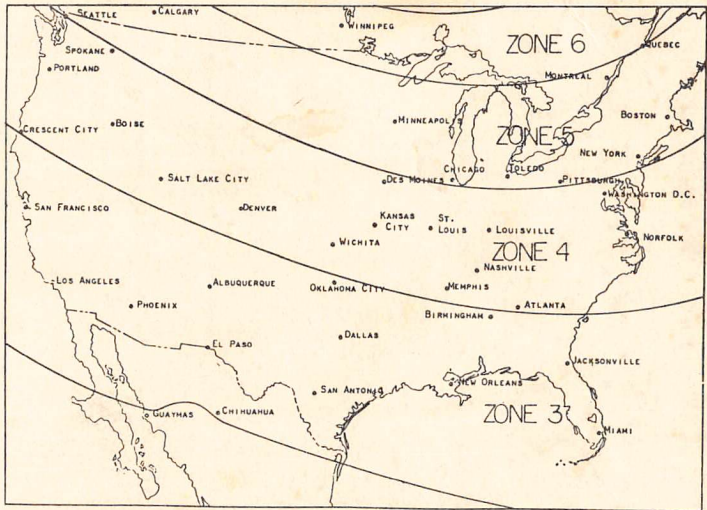 SEATTLE
CALGARY
WINNIPEG
ZONE 6
QUEBEC
SPOKANE
PORTLAND
MONTREAL
CRESCENT CITY
BOISE
MINNEAPOLIS
ZONE 5
BOSTON
NEW YORK
SALT LAKE CITY
DES MOINES
CHICAGO
TOLEDO
PITTSBURGH
WASHINGTON D.C.
SAN FRANCISCO
DENVER
KANSAS
CITY
ST.
LOUIS
LOUISVILLE
NORFOLK
WICHITA
ZONE 4
NASHVILLE
LOS ANGELES
ALBUQUERQUE
OKLAHOMA CITY
MEMPHIS
PHOENIX
ATLANTA
BIRMINGHAM
DALLAS
EL PASO
JACKSONVILLE
SAN ANTONIO
NEW ORLEANS
GUAYMAS
CHIHUAHUA
ZONE 3
MIAMI